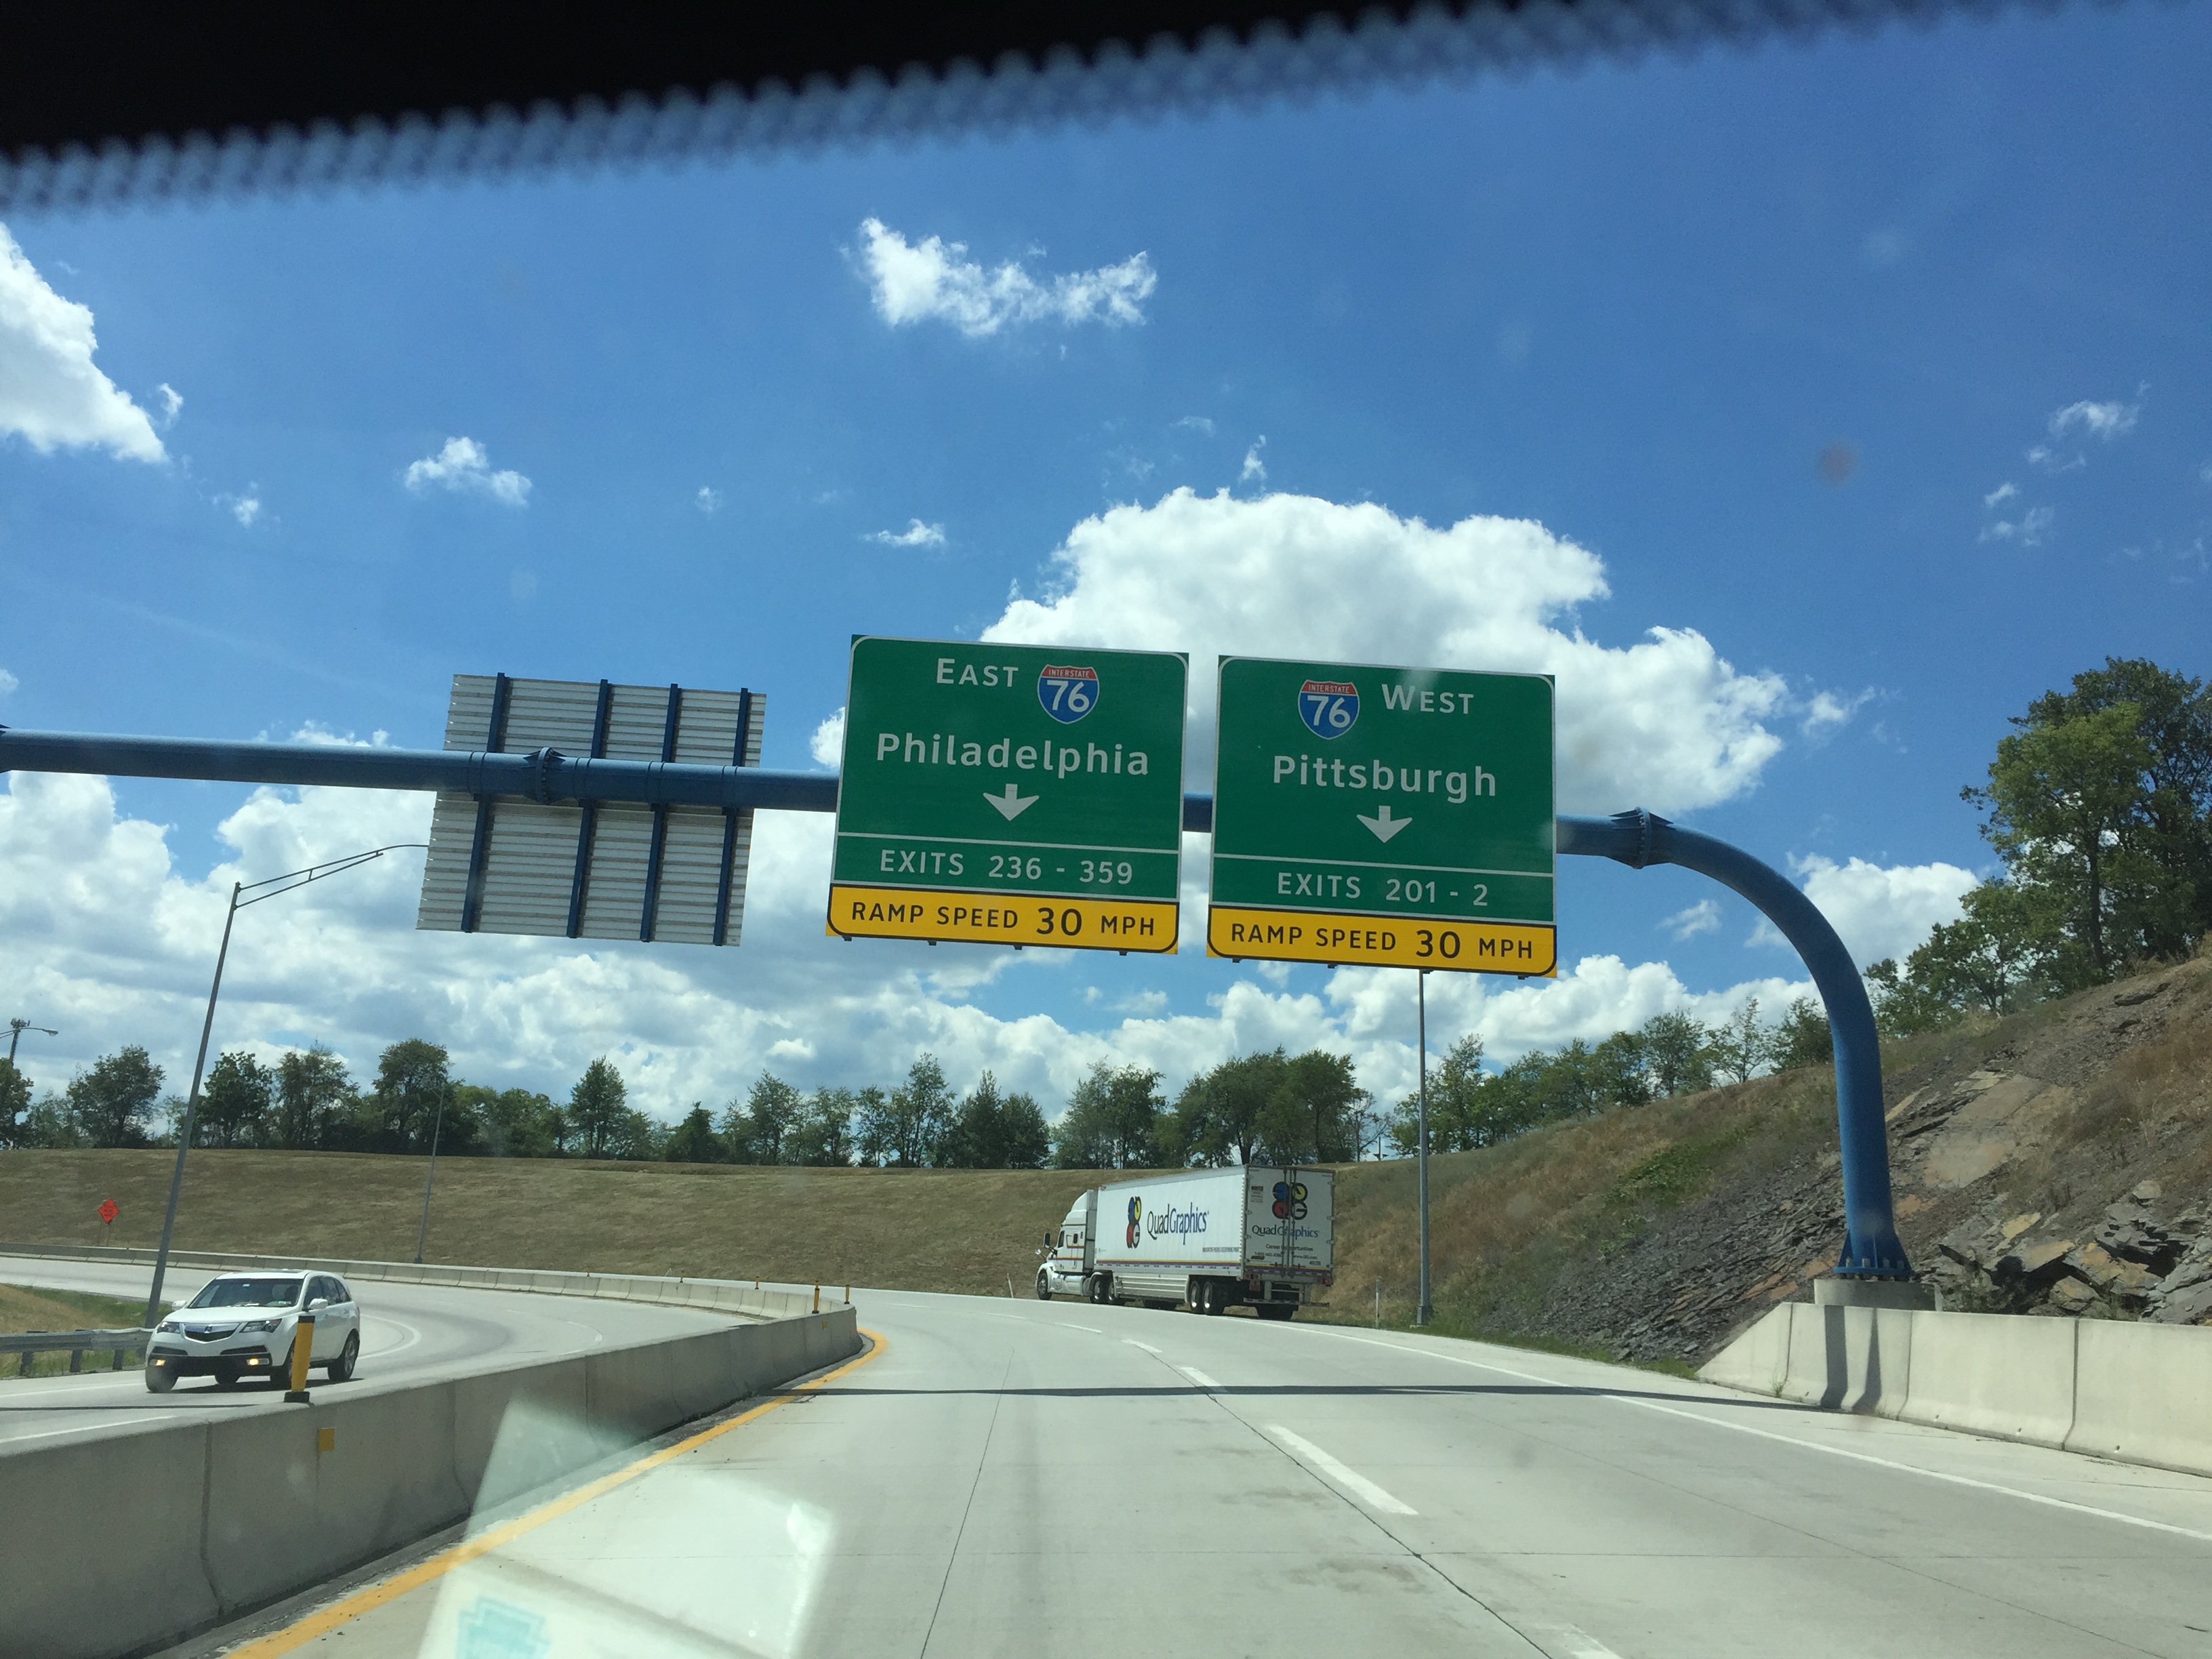 EAST INTERSTATE 76
Philadelphia
EXITS 236 - 359
RAMP SPEED 30 MPH
INTERSTATE 76 WEST
Pittsburgh
EXITS 201 - 2
RAMP SPEED 30 MPH
QuadGraphics
QuadGraphics